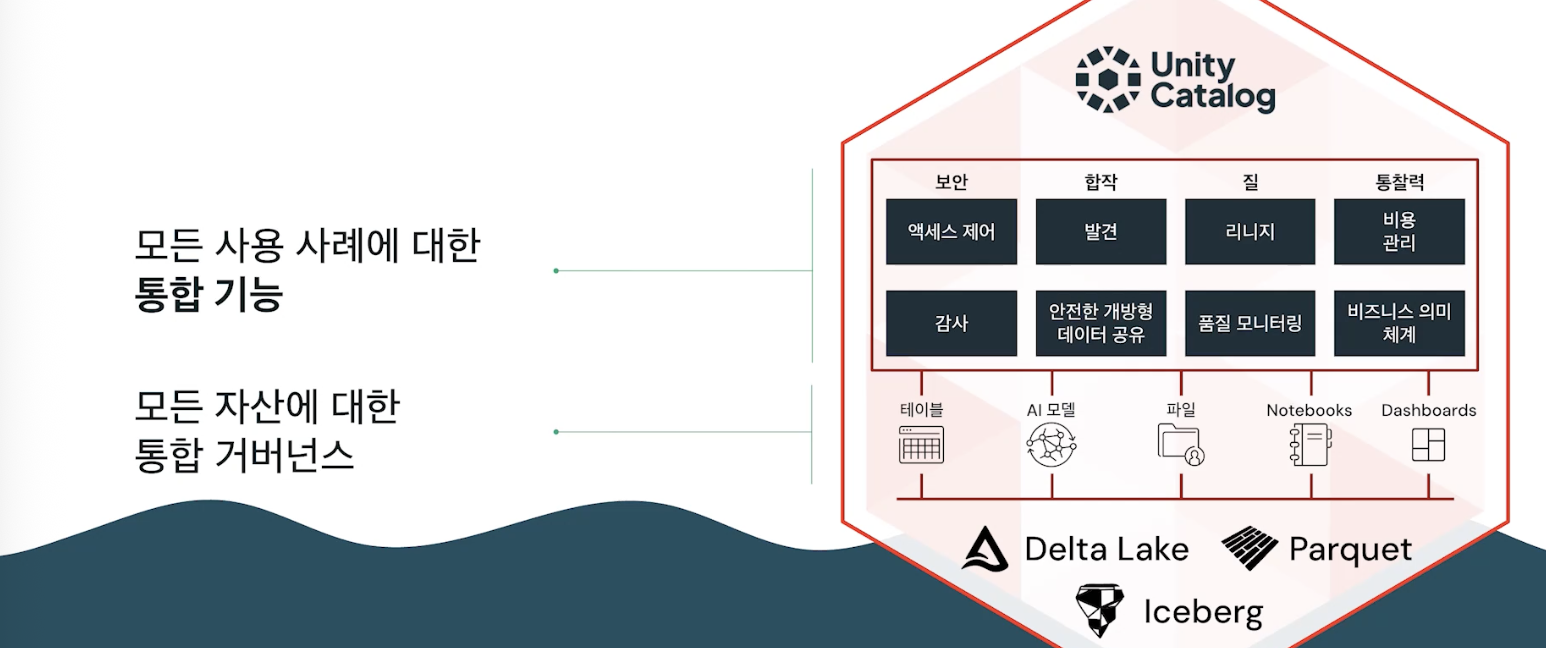 모든 사용 사례에 대한
통합 기능
모든 자산에 대한
통합 거버넌스
Unity
Catalog
보안
합작
질
통찰력
액세스 제어
발견
리니지
비용
관리
감사
안전한 개방형
데이터 공유
품질 모니터링
비즈니스 의미
체계
테이블
AI 모델
파일
Notebooks
Dashboards
Delta Lake
Parquet
Iceberg